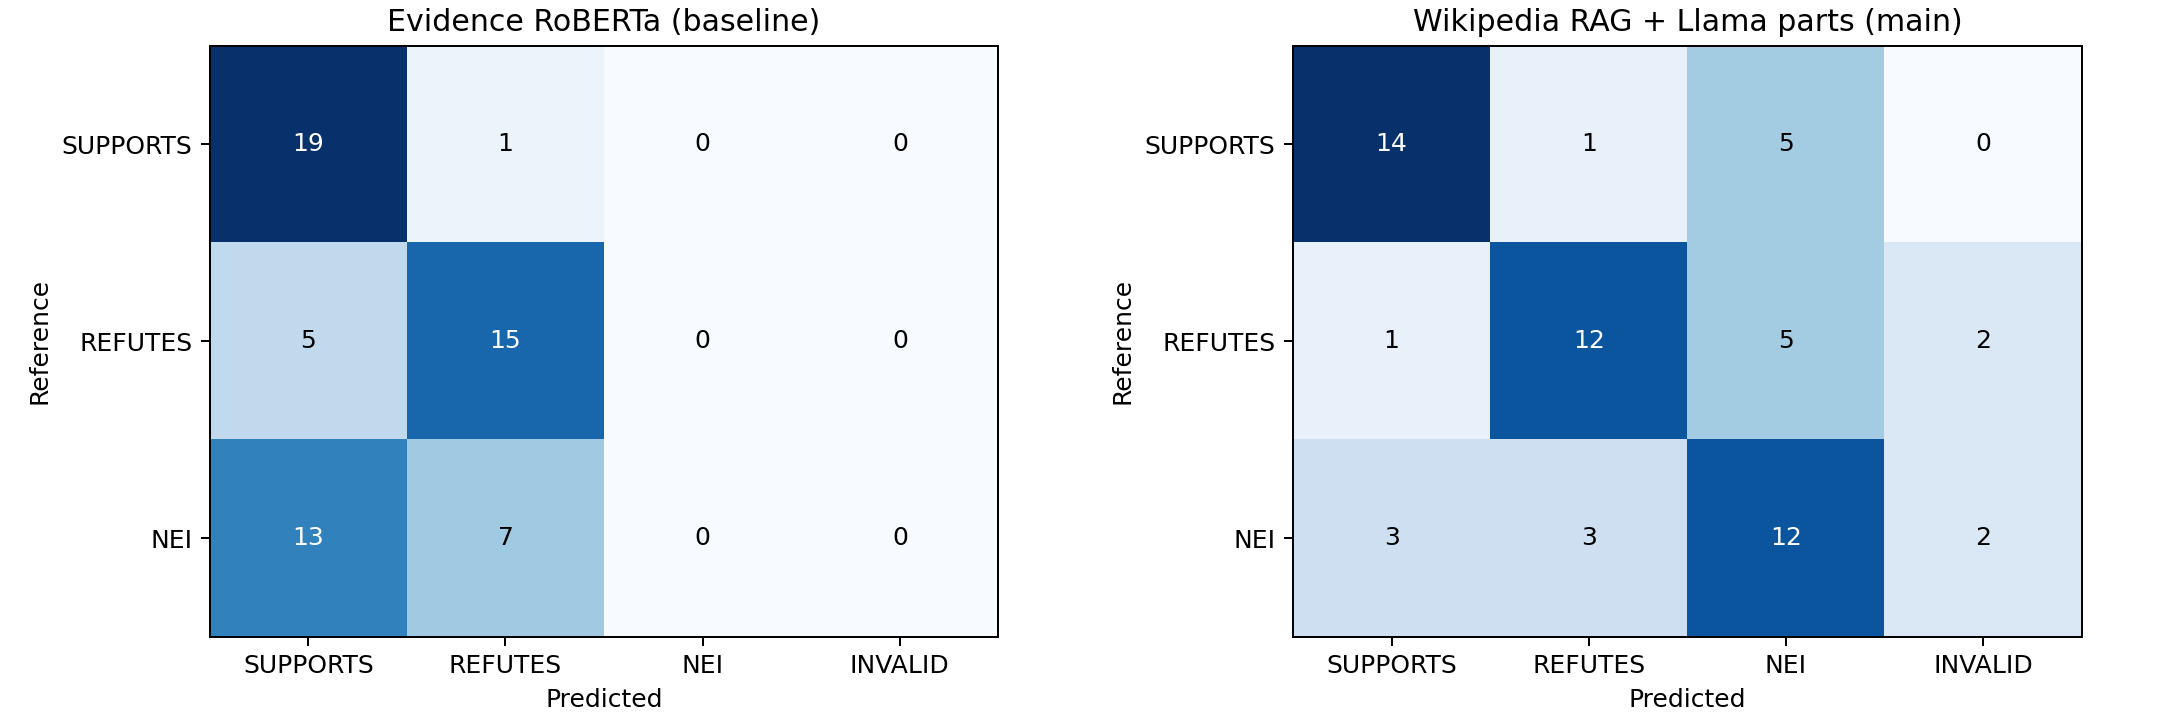 Evidence RoBERTa (baseline)
SUPPORTS 19 1 0 0
REFUTES 5 15 0 0
NEI 13 7 0 0
Reference
SUPPORTS REFUTES NEI INVALID
Predicted
Wikipedia RAG + Llama parts (main)
SUPPORTS 14 1 5 0
REFUTES 1 12 5 2
NEI 3 3 12 2
Reference
SUPPORTS REFUTES NEI INVALID
Predicted